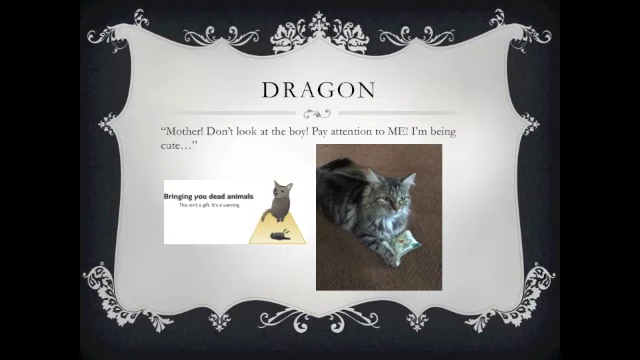 DRAGON
"Mother! Don't look at the boy! Pay attention to ME! I'm being
cute…"
Bringing you dead animals
This isn't a gift. It's a warning.